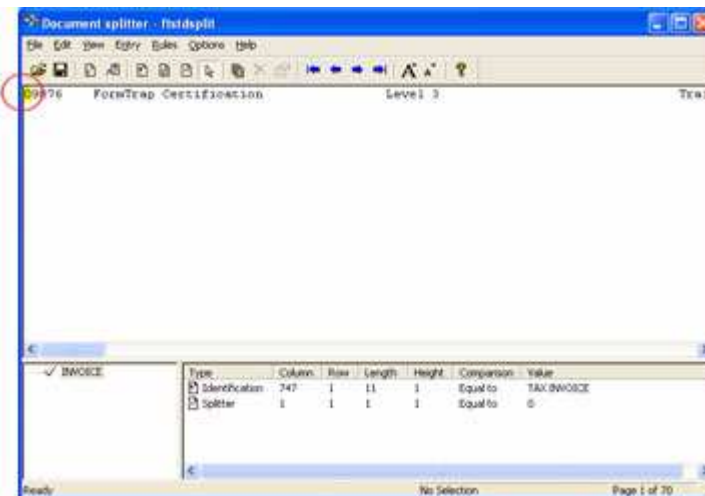 Document splitter - ftstdsplit
File Edit View Entry Rules Options Help
09876 FormTrap Certification Level 3 Trai
INVOICE
Type Column Row Length Height Comparison Value
Identification 747 1 11 1 Equal to TAX INVOICE
Splitter 1 1 1 1 Equal to 0
Ready No Selection Page 1 of 70